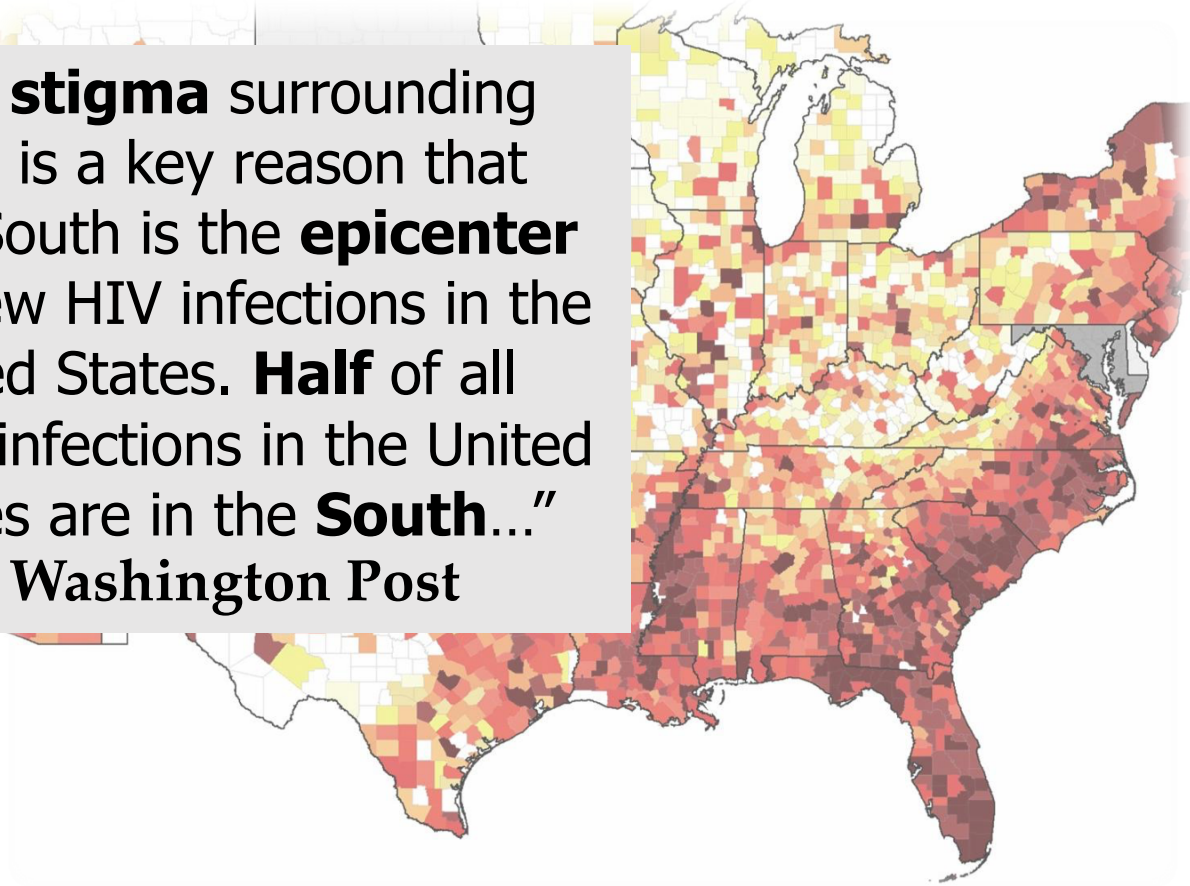 stigma surrounding
is a key reason that
South is the epicenter
ew HIV infections in the
ed States. Half of all
infections in the United
es are in the South…”
Washington Post